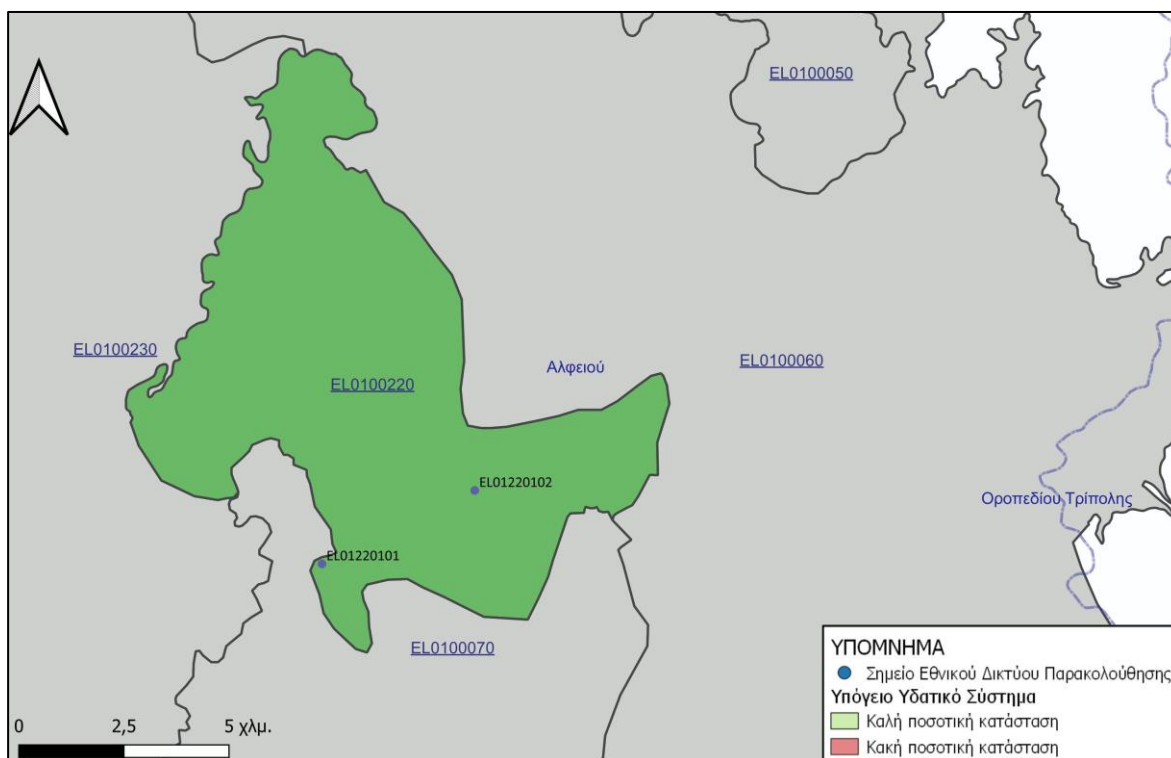 EL0100050
EL0100230
EL0100220
Αλφειού
EL0100060
EL01220102
Οροπεδίου Τρίπολης
EL01220101
EL0100070
ΥΠΟΜΝΗΜΑ
Σημείο Εθνικού Δικτύου Παρακολούθησης
Υπόγειο Υδατικό Σύστημα
Καλή ποσοτική κατάσταση
Κακή ποσοτική κατάσταση
0 2,5 5 χλμ.